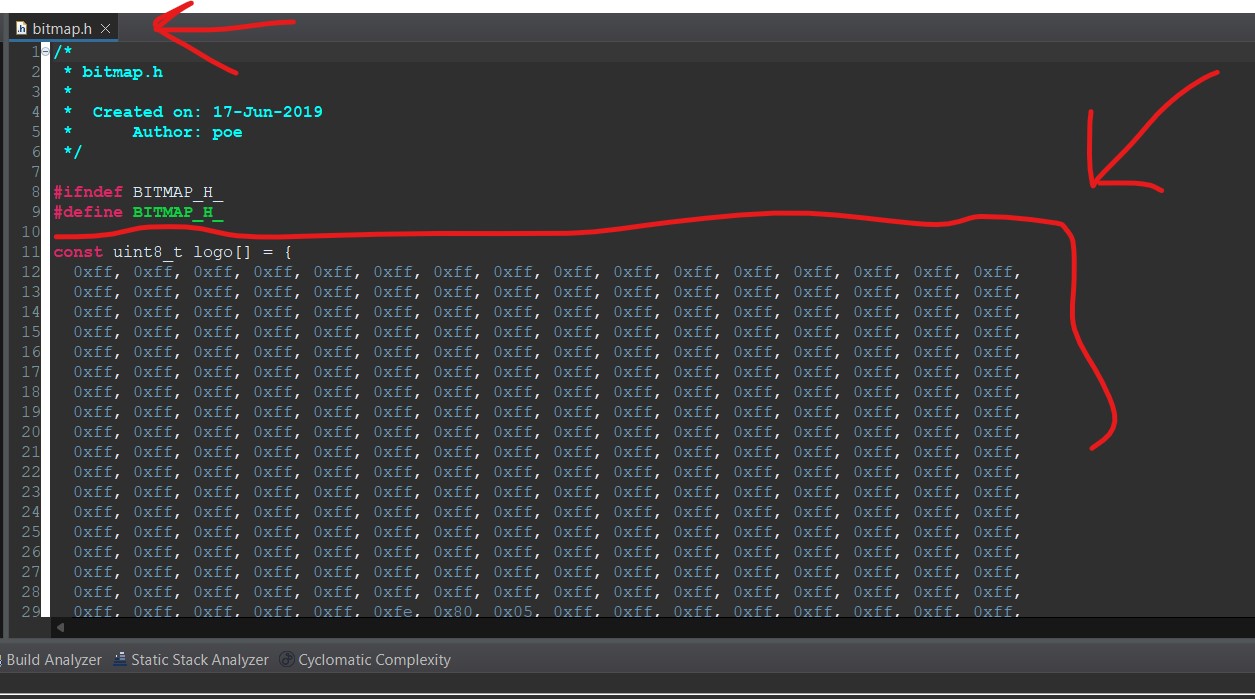 bitmap.h
1 /*
2 * bitmap.h
3 *
4 * Created on: 17-Jun-2019
5 * Author: poe
6 */
7
8 #ifndef BITMAP_H_
9 #define BITMAP_H_
10
11 const uint8_t logo[] = {
12 0xff, 0xff, 0xff, 0xff, 0xff, 0xff, 0xff, 0xff, 0xff, 0xff, 0xff, 0xff, 0xff, 0xff, 0xff, 0xff,
13 0xff, 0xff, 0xff, 0xff, 0xff, 0xff, 0xff, 0xff, 0xff, 0xff, 0xff, 0xff, 0xff, 0xff, 0xff, 0xff,
14 0xff, 0xff, 0xff, 0xff, 0xff, 0xff, 0xff, 0xff, 0xff, 0xff, 0xff, 0xff, 0xff, 0xff, 0xff, 0xff,
15 0xff, 0xff, 0xff, 0xff, 0xff, 0xff, 0xff, 0xff, 0xff, 0xff, 0xff, 0xff, 0xff, 0xff, 0xff, 0xff,
16 0xff, 0xff, 0xff, 0xff, 0xff, 0xff, 0xff, 0xff, 0xff, 0xff, 0xff, 0xff, 0xff, 0xff, 0xff, 0xff,
17 0xff, 0xff, 0xff, 0xff, 0xff, 0xff, 0xff, 0xff, 0xff, 0xff, 0xff, 0xff, 0xff, 0xff, 0xff, 0xff,
18 0xff, 0xff, 0xff, 0xff, 0xff, 0xff, 0xff, 0xff, 0xff, 0xff, 0xff, 0xff, 0xff, 0xff, 0xff, 0xff,
19 0xff, 0xff, 0xff, 0xff, 0xff, 0xff, 0xff, 0xff, 0xff, 0xff, 0xff, 0xff, 0xff, 0xff, 0xff, 0xff,
20 0xff, 0xff, 0xff, 0xff, 0xff, 0xff, 0xff, 0xff, 0xff, 0xff, 0xff, 0xff, 0xff, 0xff, 0xff, 0xff,
21 0xff, 0xff, 0xff, 0xff, 0xff, 0xff, 0xff, 0xff, 0xff, 0xff, 0xff, 0xff, 0xff, 0xff, 0xff, 0xff,
22 0xff, 0xff, 0xff, 0xff, 0xff, 0xff, 0xff, 0xff, 0xff, 0xff, 0xff, 0xff, 0xff, 0xff, 0xff, 0xff,
23 0xff, 0xff, 0xff, 0xff, 0xff, 0xff, 0xff, 0xff, 0xff, 0xff, 0xff, 0xff, 0xff, 0xff, 0xff, 0xff,
24 0xff, 0xff, 0xff, 0xff, 0xff, 0xff, 0xff, 0xff, 0xff, 0xff, 0xff, 0xff, 0xff, 0xff, 0xff, 0xff,
25 0xff, 0xff, 0xff, 0xff, 0xff, 0xff, 0xff, 0xff, 0xff, 0xff, 0xff, 0xff, 0xff, 0xff, 0xff, 0xff,
26 0xff, 0xff, 0xff, 0xff, 0xff, 0xff, 0xff, 0xff, 0xff, 0xff, 0xff, 0xff, 0xff, 0xff, 0xff, 0xff,
27 0xff, 0xff, 0xff, 0xff, 0xff, 0xff, 0xff, 0xff, 0xff, 0xff, 0xff, 0xff, 0xff, 0xff, 0xff, 0xff,
28 0xff, 0xff, 0xff, 0xff, 0xff, 0xff, 0xff, 0xff, 0xff, 0xff, 0xff, 0xff, 0xff, 0xff, 0xff, 0xff,
29 0xff, 0xff, 0xff, 0xff, 0xff, 0xfe, 0x80, 0x05, 0xff, 0xff, 0xff, 0xff, 0xff, 0xff, 0xff, 0xff,
Build Analyzer Static Stack Analyzer Cyclomatic Complexity